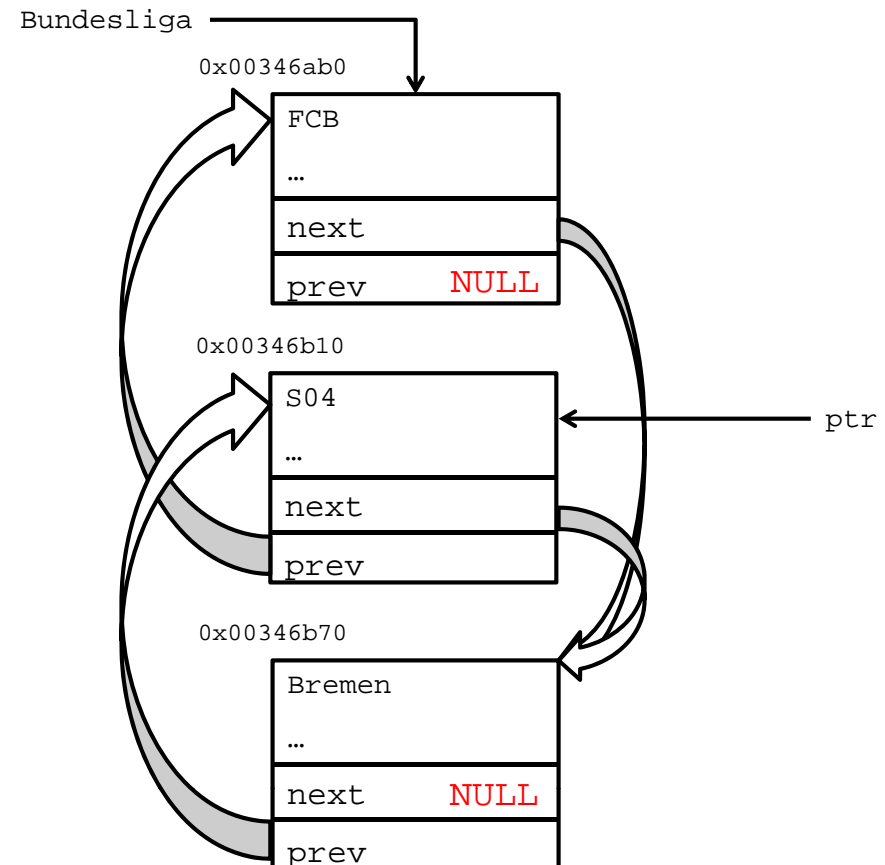 Bundesliga
0x00346ab0
FCB
…
next
prev NULL
0x00346b10
S04
…
ptr
next
prev
0x00346b70
Bremen
…
next NULL
prev